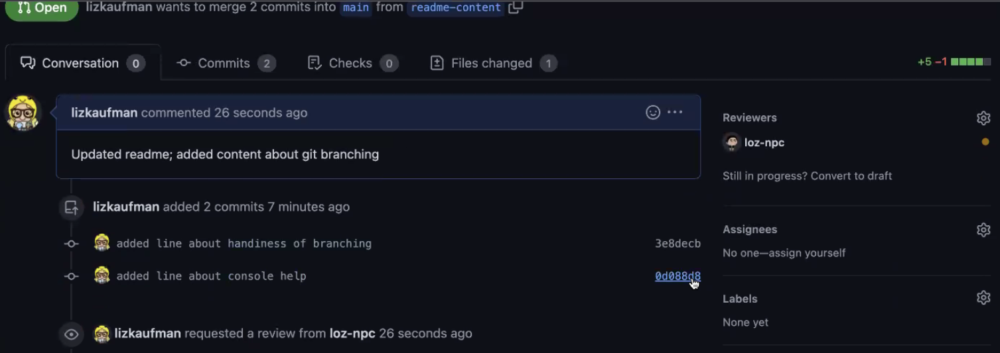 Open lizkaufman wants to merge 2 commits into main from readme-content
Conversation 0 Commits 2 Checks 0 Files changed 1 +5 −1
lizkaufman commented 26 seconds ago
Updated readme; added content about git branching
lizkaufman added 2 commits 7 minutes ago
added line about handiness of branching 3e8decb
added line about console help 0d088d8
lizkaufman requested a review from loz-npc 26 seconds ago
Reviewers
loz-npc
Still in progress? Convert to draft
Assignees
No one—assign yourself
Labels
None yet